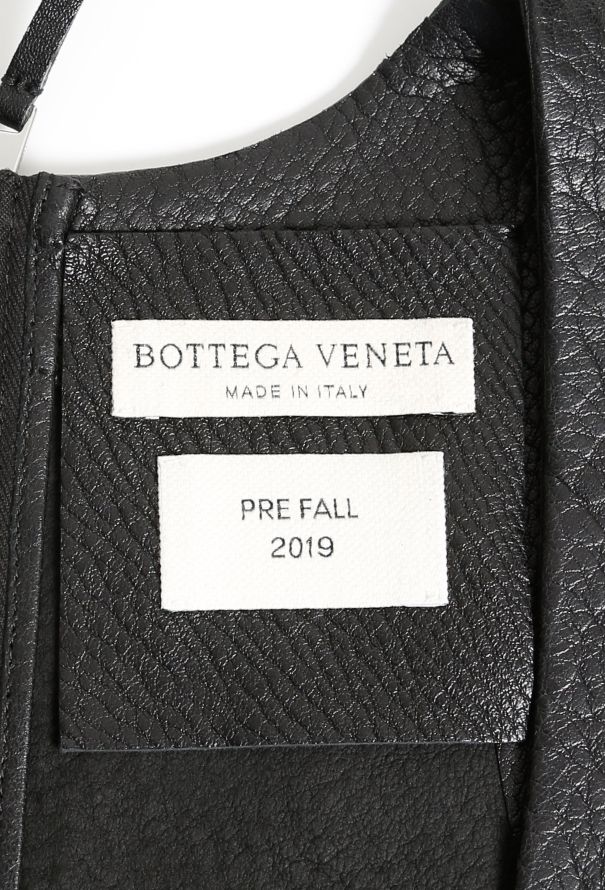 BOTTEGA VENETA
MADE IN ITALY
PRE FALL
2019